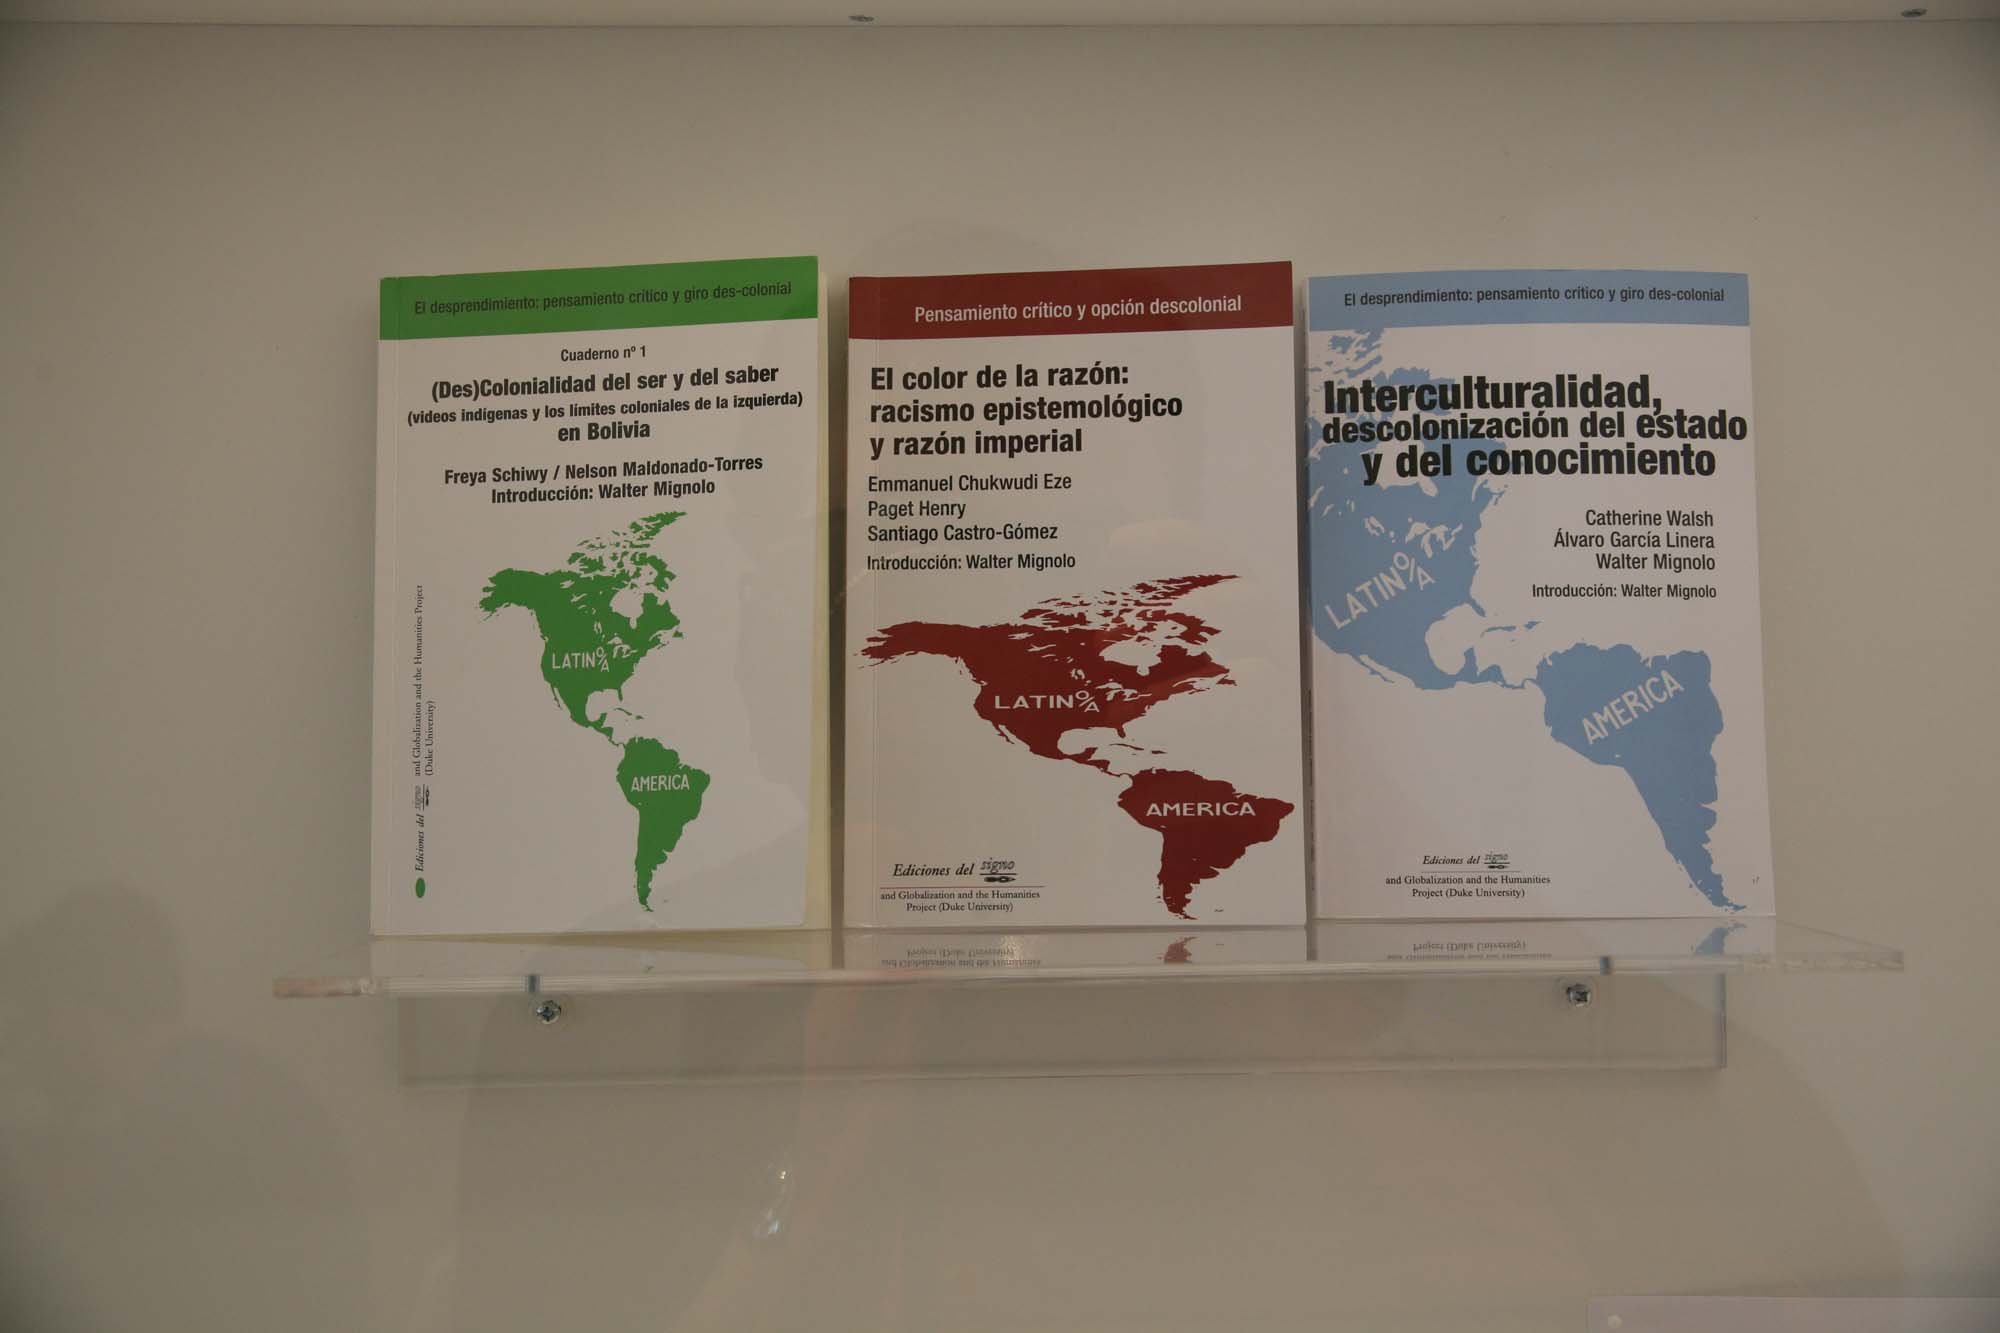 El desprendimiento: pensamiento crítico y giro des-colonial
Cuaderno nº 1
(Des)Colonialidad del ser y del saber
(videos indígenas y los límites coloniales de la izquierda)
en Bolivia
Freya Schiwy / Nelson Maldonado-Torres
Introducción: Walter Mignolo
LATINO/A
AMERICA
Ediciones del signo and Globalization and the Humanities Project
(Duke University)
Pensamiento crítico y opción descolonial
El color de la razón:
racismo epistemológico
y razón imperial
Emmanuel Chukwudi Eze
Paget Henry
Santiago Castro-Gómez
Introducción: Walter Mignolo
LATINO/A
AMERICA
Ediciones del signo
and Globalization and the Humanities
Project (Duke University)
El desprendimiento: pensamiento crítico y giro des-colonial
Interculturalidad,
descolonización del estado
y del conocimiento
Catherine Walsh
Álvaro García Linera
Walter Mignolo
Introducción: Walter Mignolo
LATINO/A
AMERICA
Ediciones del signo
and Globalization and the Humanities
Project (Duke University)